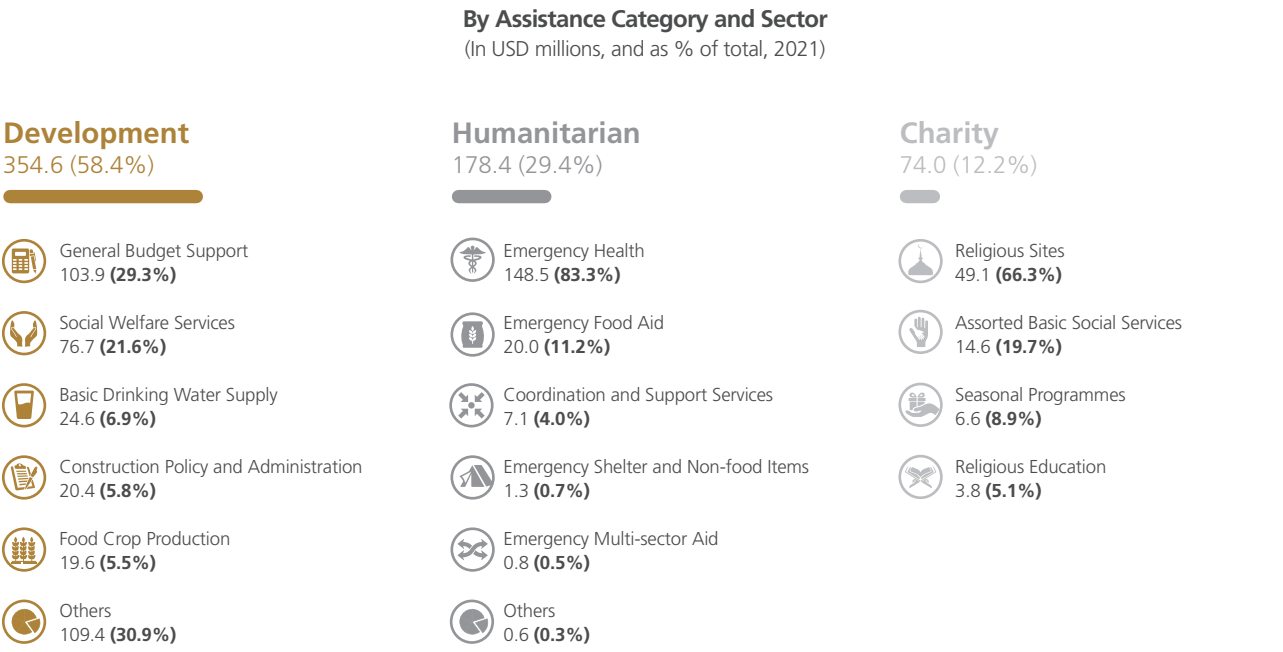 By Assistance Category and Sector
(In USD millions, and as % of total, 2021)
Development
354.6 (58.4%)
General Budget Support
103.9 (29.3%)
Social Welfare Services
76.7 (21.6%)
Basic Drinking Water Supply
24.6 (6.9%)
Construction Policy and Administration
20.4 (5.8%)
Food Crop Production
19.6 (5.5%)
Others
109.4 (30.9%)
Humanitarian
178.4 (29.4%)
Emergency Health
148.5 (83.3%)
Emergency Food Aid
20.0 (11.2%)
Coordination and Support Services
7.1 (4.0%)
Emergency Shelter and Non-food Items
1.3 (0.7%)
Emergency Multi-sector Aid
0.8 (0.5%)
Others
0.6 (0.3%)
Charity
74.0 (12.2%)
Religious Sites
49.1 (66.3%)
Assorted Basic Social Services
14.6 (19.7%)
Seasonal Programmes
6.6 (8.9%)
Religious Education
3.8 (5.1%)